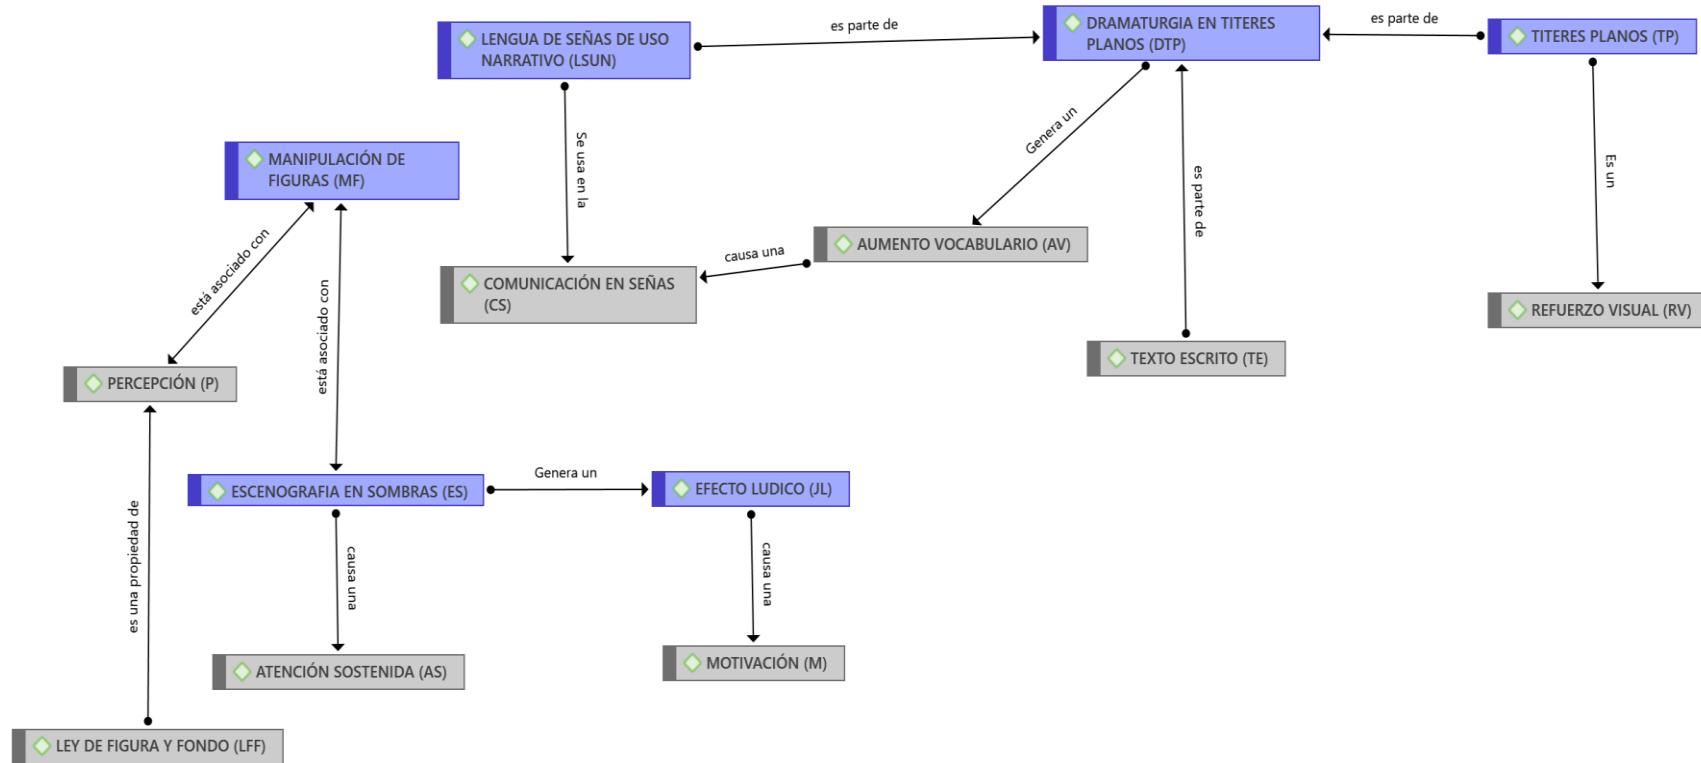 es parte de
DRAMATURGIA EN TITERES
PLANOS (DTP)
es parte de
LENGUA DE SEÑAS DE USO
NARRATIVO (LSUN)
TITERES PLANOS (TP)
Genera un
Se usa en la
MANIPULACIÓN DE
FIGURAS (MF)
es parte de
Es un
está asociado con
AUMENTO VOCABULARIO (AV)
causa una
COMUNICACIÓN EN SEÑAS
(CS)
REFUERZO VISUAL (RV)
está asociado con
TEXTO ESCRITO (TE)
PERCEPCIÓN (P)
Genera un
ESCENOGRAFIA EN SOMBRAS (ES)
EFECTO LUDICO (JL)
es una propiedad de
causa una
causa una
ATENCIÓN SOSTENIDA (AS)
MOTIVACIÓN (M)
LEY DE FIGURA Y FONDO (LFF)